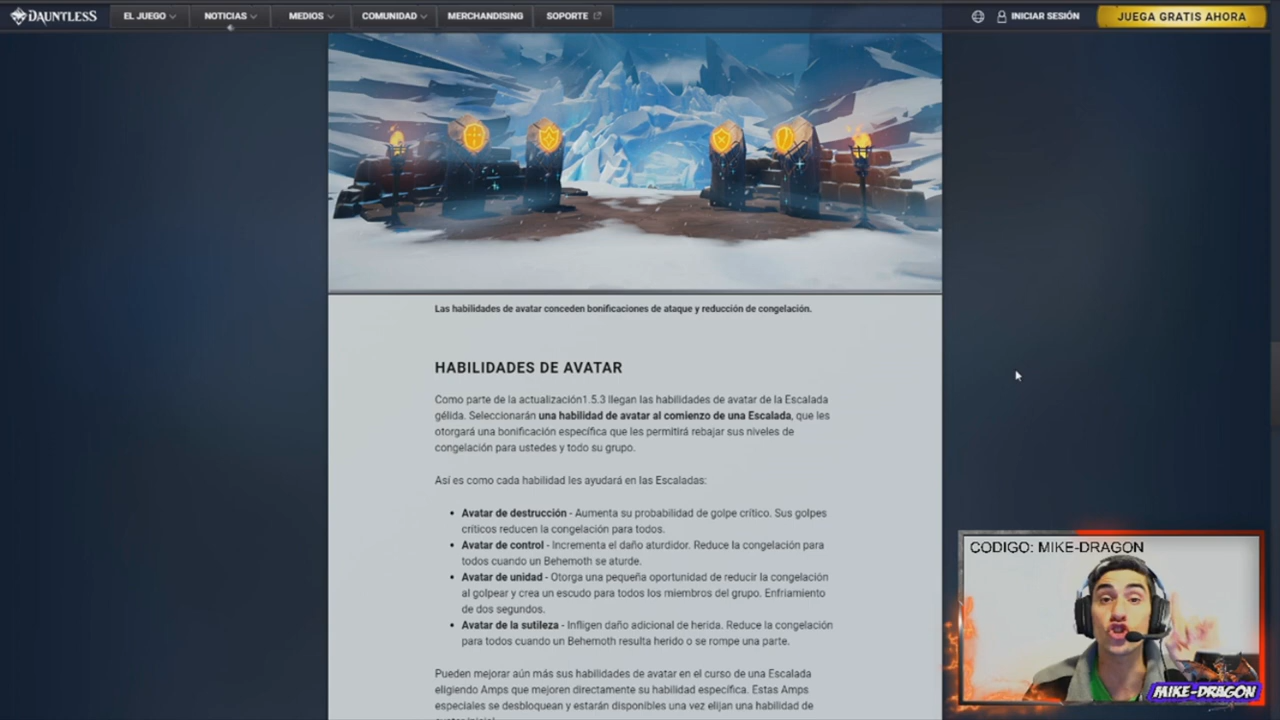 DAUNTLESS
EL JUEGO
NOTICIAS
MEDIOS
COMUNIDAD
MERCHANDISING
SOPORTE
INICIAR SESIÓN
JUEGA GRATIS AHORA
Las habilidades de avatar conceden bonificaciones de ataque y reducción de congelación.
HABILIDADES DE AVATAR
Como parte de la actualización1.5.3 llegan las habilidades de avatar de la Escalada
gélida. Seleccionarán una habilidad de avatar al comienzo de una Escalada, que les
otorgará una bonificación específica que les permitirá rebajar sus niveles de
congelación para ustedes y todo su grupo.
Así es como cada habilidad les ayudará en las Escaladas:
• Avatar de destrucción - Aumenta su probabilidad de golpe crítico. Sus golpes
críticos reducen la congelación para todos.
• Avatar de control - Incrementa el daño aturdidor. Reduce la congelación para
todos cuando un Behemoth se aturde.
• Avatar de unidad - Otorga una pequeña oportunidad de reducir la congelación
al golpear y crea un escudo para todos los miembros del grupo. Enfriamiento
de dos segundos.
• Avatar de la sutileza - Infligen daño adicional de herida. Reduce la congelación
para todos cuando un Behemoth resulta herido o se rompe una parte.
Pueden mejorar aún más sus habilidades de avatar en el curso de una Escalada
eligiendo Amps que mejoren directamente su habilidad específica. Estas Amps
especiales se desbloquean y estarán disponibles una vez elijan una habilidad de
CODIGO: MIKE-DRAGON
MIKE-DRAGON